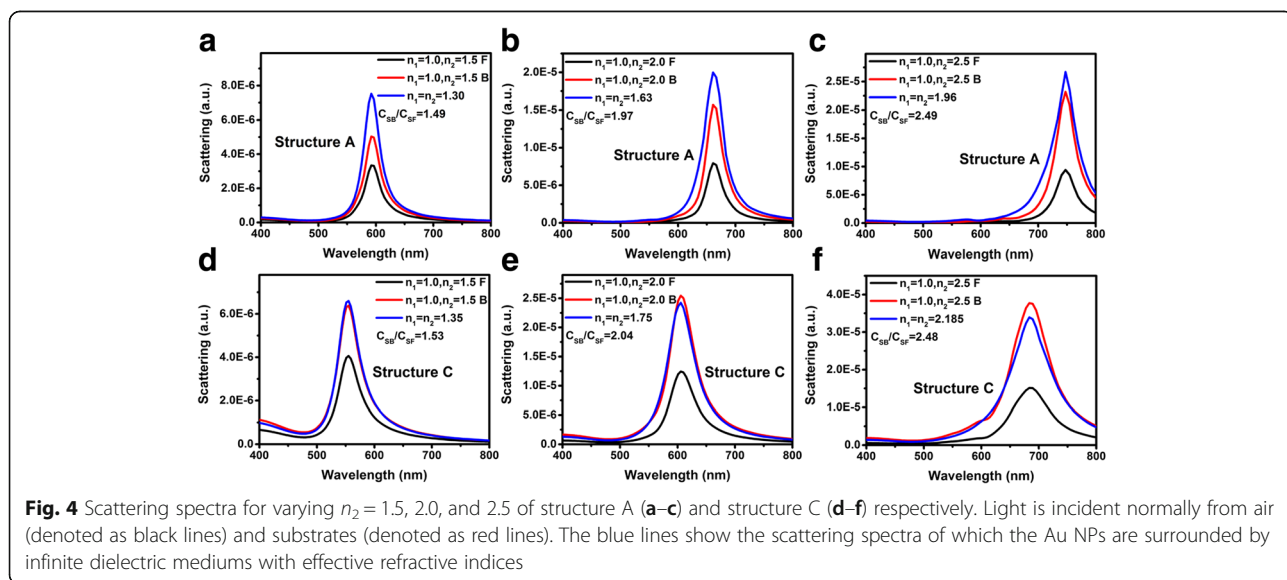 a
n₁=1.0,n₂=1.5 F
n₁=1.0,n₂=1.5 B
n₁=n₂=1.30
C_SB/C_SF=1.49
Structure A
Scattering (a.u.)
8.0E-6
6.0E-6
4.0E-6
2.0E-6
0.0
400 500 600 700 800
Wavelength (nm)
b
n₁=1.0,n₂=2.0 F
n₁=1.0,n₂=2.0 B
n₁=n₂=1.63
C_SB/C_SF=1.97
Structure A
Scattering (a.u.)
2.0E-5
1.5E-5
1.0E-5
5.0E-6
0.0
400 500 600 700 800
Wavelength (nm)
c
n₁=1.0,n₂=2.5 F
n₁=1.0,n₂=2.5 B
n₁=n₂=1.96
C_SB/C_SF=2.49
Structure A
Scattering (a.u.)
2.5E-5
2.0E-5
1.5E-5
1.0E-5
5.0E-6
0.0
400 500 600 700 800
Wavelength (nm)
d
n₁=1.0,n₂=1.5 F
n₁=1.0,n₂=1.5 B
n₁=n₂=1.35
C_SB/C_SF=1.53
Structure C
Scattering (a.u.)
6.0E-6
4.0E-6
2.0E-6
0.0
400 500 600 700 800
Wavelength (nm)
e
n₁=1.0,n₂=2.0 F
n₁=1.0,n₂=2.0 B
n₁=n₂=1.75
C_SB/C_SF=2.04
Structure C
Scattering (a.u.)
2.5E-5
2.0E-5
1.5E-5
1.0E-5
5.0E-6
0.0
400 500 600 700 800
Wavelength (nm)
f
n₁=1.0,n₂=2.5 F
n₁=1.0,n₂=2.5 B
n₁=n₂=2.185
C_SB/C_SF=2.48
Structure C
Scattering (a.u.)
4.0E-5
3.0E-5
2.0E-5
1.0E-5
0.0
400 500 600 700 800
Wavelength (nm)
Fig. 4 Scattering spectra for varying n₂ = 1.5, 2.0, and 2.5 of structure A (a–c) and structure C (d–f) respectively. Light is incident normally from air
(denoted as black lines) and substrates (denoted as red lines). The blue lines show the scattering spectra of which the Au NPs are surrounded by
infinite dielectric mediums with effective refractive indices